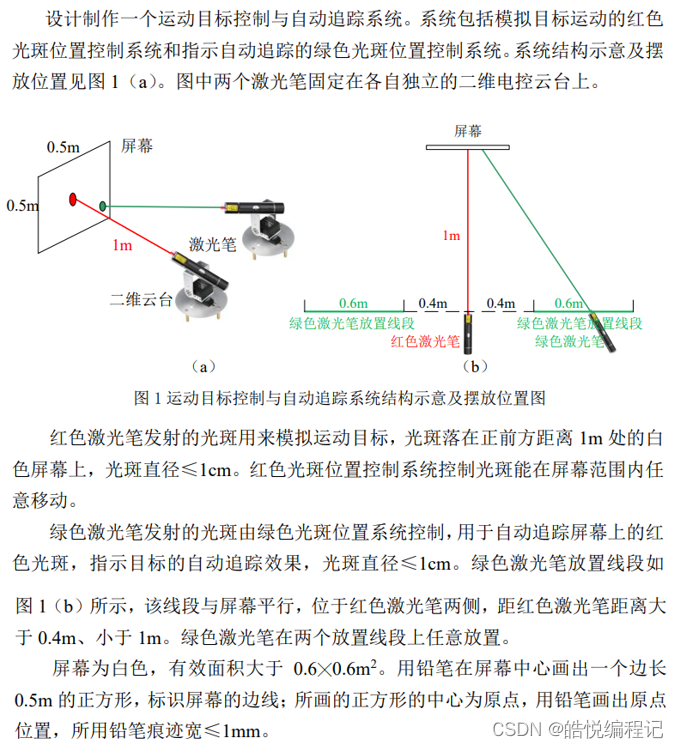 设计制作一个运动目标控制与自动追踪系统。系统包括模拟目标运动的红色
光斑位置控制系统和指示自动追踪的绿色光斑位置控制系统。系统结构示意及摆
放位置见图 1（a）。图中两个激光笔固定在各自独立的二维电控云台上。
屏幕
0.5m
屏幕
0.5m
1m
激光笔
二维云台
1m
0.6m
0.4m
0.4m
0.6m
绿色激光笔放置线段
绿色激光笔放置线段
红色激光笔
绿色激光笔
（a）
（b）
图 1 运动目标控制与自动追踪系统结构示意及摆放位置图
红色激光笔发射的光斑用来模拟运动目标，光斑落在正前方距离 1m 处的白
色屏幕上，光斑直径≤1cm。红色光斑位置控制系统控制光斑能在屏幕范围内任
意移动。
绿色激光笔发射的光斑由绿色光斑位置系统控制，用于自动追踪屏幕上的红
色光斑，指示目标的自动追踪效果，光斑直径≤1cm。绿色激光笔放置线段如
图 1（b）所示，该线段与屏幕平行，位于红色激光笔两侧，距红色激光笔距离大
于 0.4m、小于 1m。绿色激光笔在两个放置线段上任意放置。
屏幕为白色，有效面积大于 0.6×0.6m²。用铅笔在屏幕中心画出一个边长
0.5m 的正方形，标识屏幕的边线；所画的正方形的中心为原点，用铅笔画出原点
位置，所用铅笔痕迹宽≤1mm。
CSDN @皓悦编程记